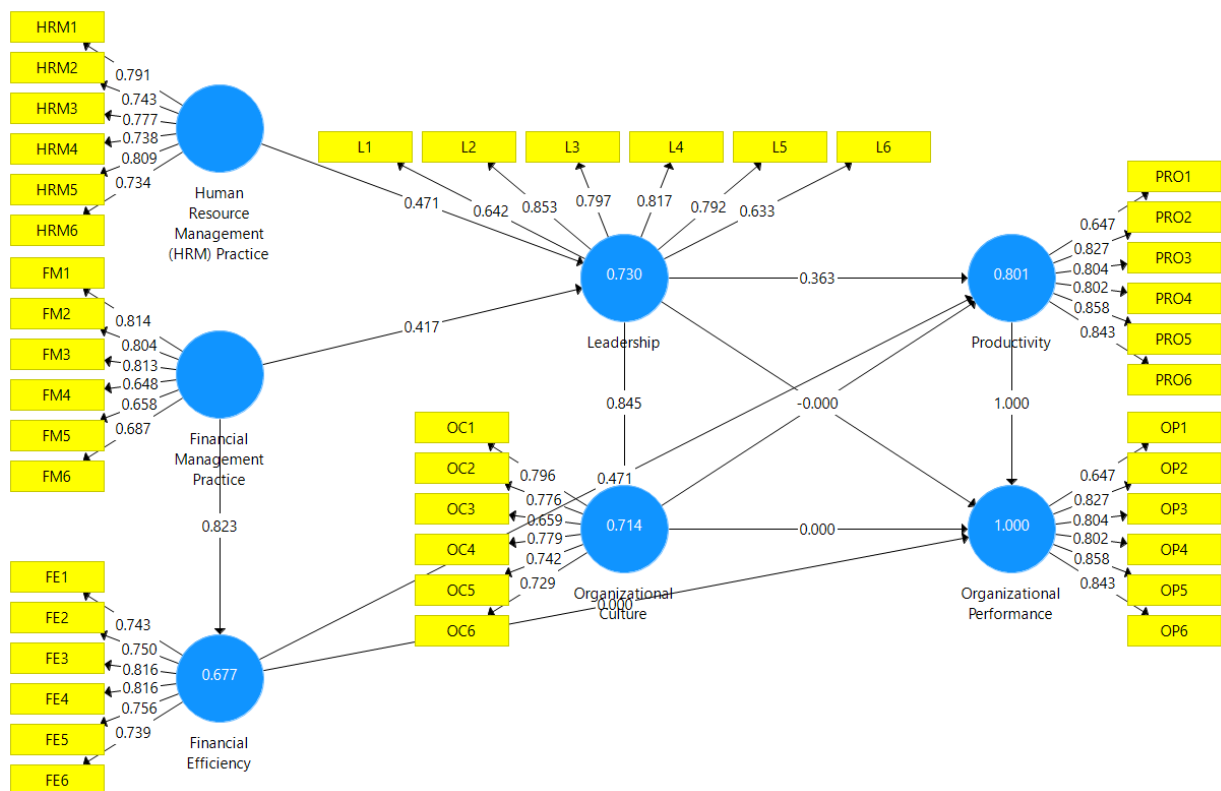 HRM1
HRM2
HRM3
HRM4
HRM5
HRM6
0.791
0.743
0.777
0.738
0.809
0.734
Human
Resource
Management
(HRM) Practice
FM1
FM2
FM3
FM4
FM5
FM6
0.814
0.804
0.813
0.648
0.658
0.687
Financial
Management
Practice
0.823
FE1
FE2
FE3
FE4
FE5
FE6
0.743
0.750
0.816
0.816
0.756
0.739
0.677
Financial
Efficiency
0.471
0.417
L1
L2
L3
L4
L5
L6
0.642
0.853
0.797
0.817
0.792
0.633
0.730
Leadership
0.845
0.363
-0.000
OC1
OC2
OC3
OC4
OC5
OC6
0.796
0.776
0.659
0.779
0.742
0.729
0.471
0.714
Organizational
Culture
0.000
0.000
PRO1
PRO2
PRO3
PRO4
PRO5
PRO6
0.647
0.827
0.804
0.802
0.858
0.843
0.801
Productivity
1.000
OP1
OP2
OP3
OP4
OP5
OP6
0.647
0.827
0.804
0.802
0.858
0.843
1.000
Organizational
Performance